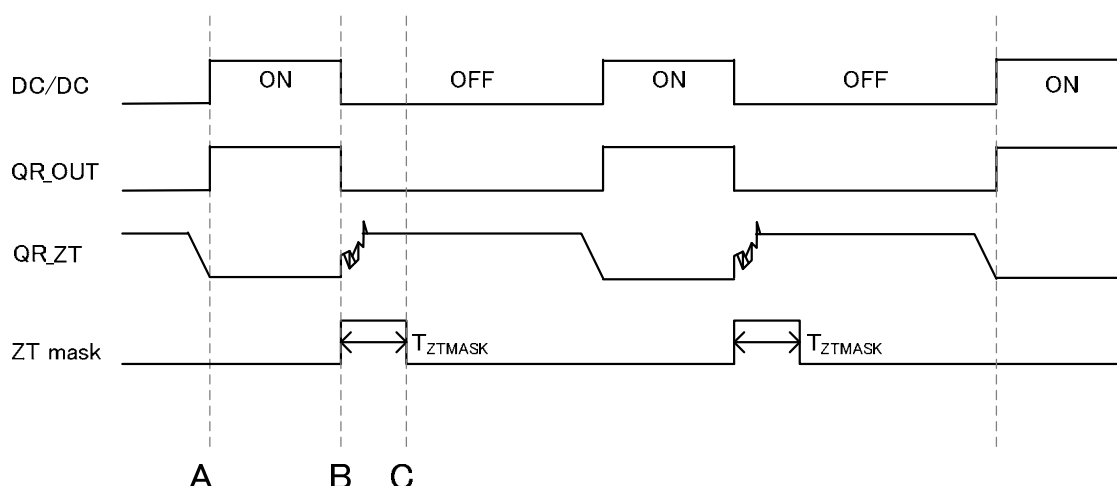 DC/DC ON OFF ON OFF ON
QR_OUT
QR_ZT
ZT mask TZTMASK TZTMASK
A B C